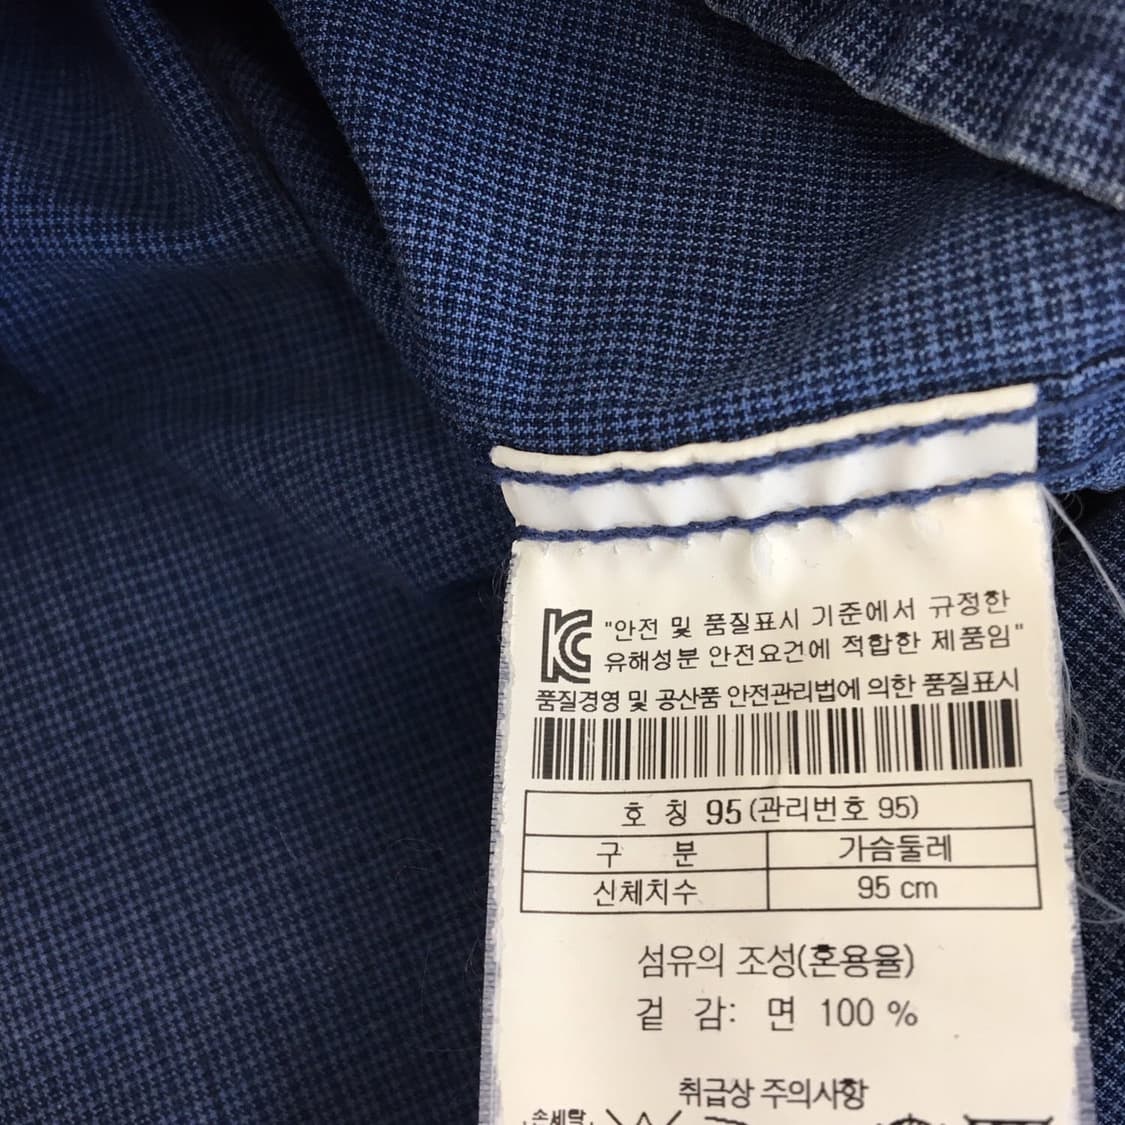 KC "안전 및 품질표시 기준에서 규정한
유해성분 안전요건에 적합한 제품임"
품질경영 및 공산품 안전관리법에 의한 품질표시
호 칭 95 (관리번호 95)
구 분 가슴둘레
신체치수 95 cm
섬유의 조성(혼용율)
겉 감: 면 100 %
취급상 주의사항
손세탁